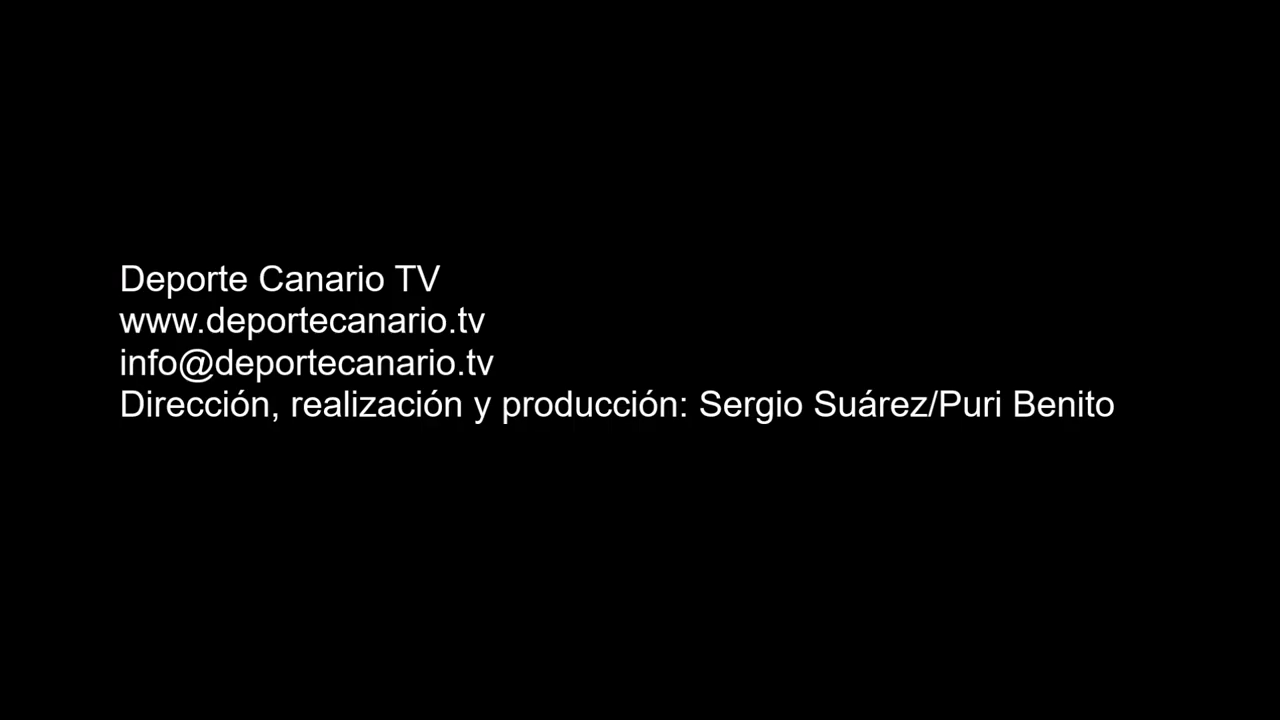 Deporte Canario TV
www.deportecanario.tv
info@deportecanario.tv
Dirección, realización y producción: Sergio Suárez/Puri Benito